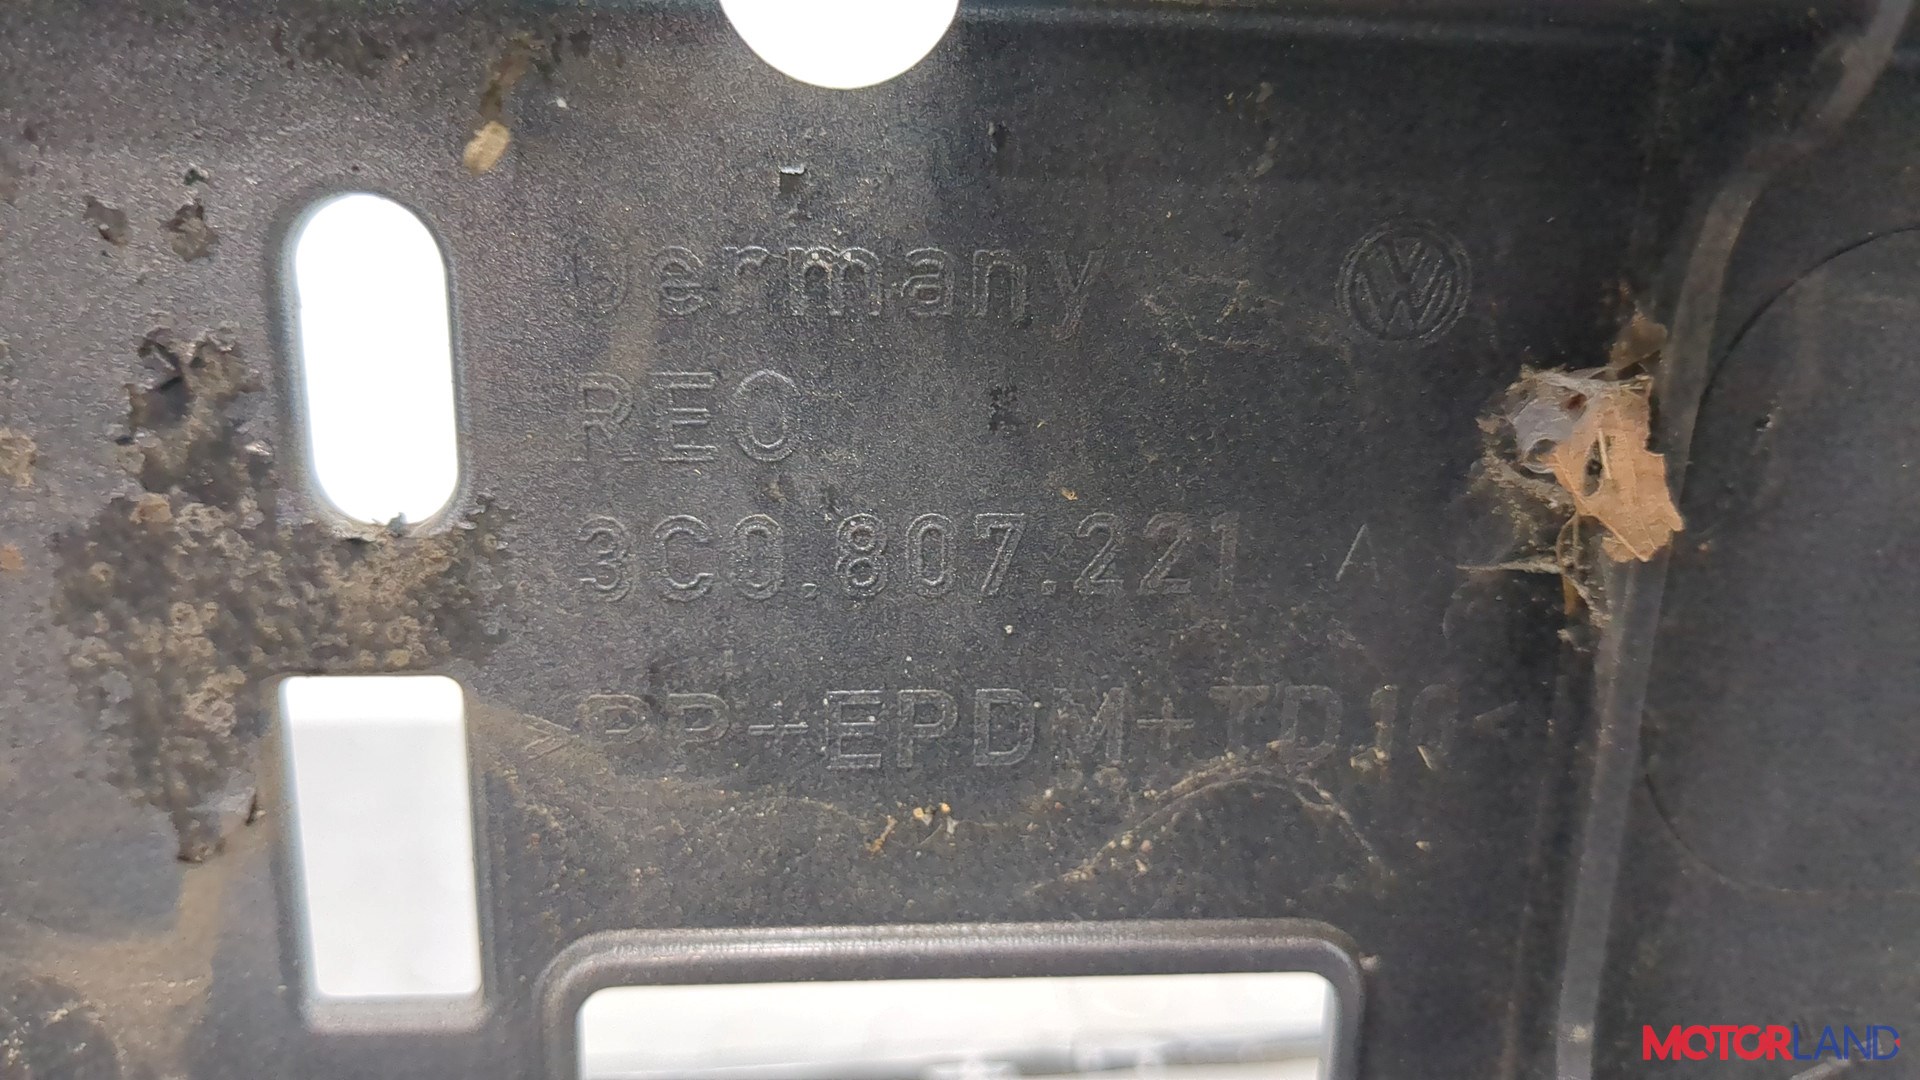 Germany
REO
3C0.807.221 A
>PP+EPDM+TD10<
MOTORLAND